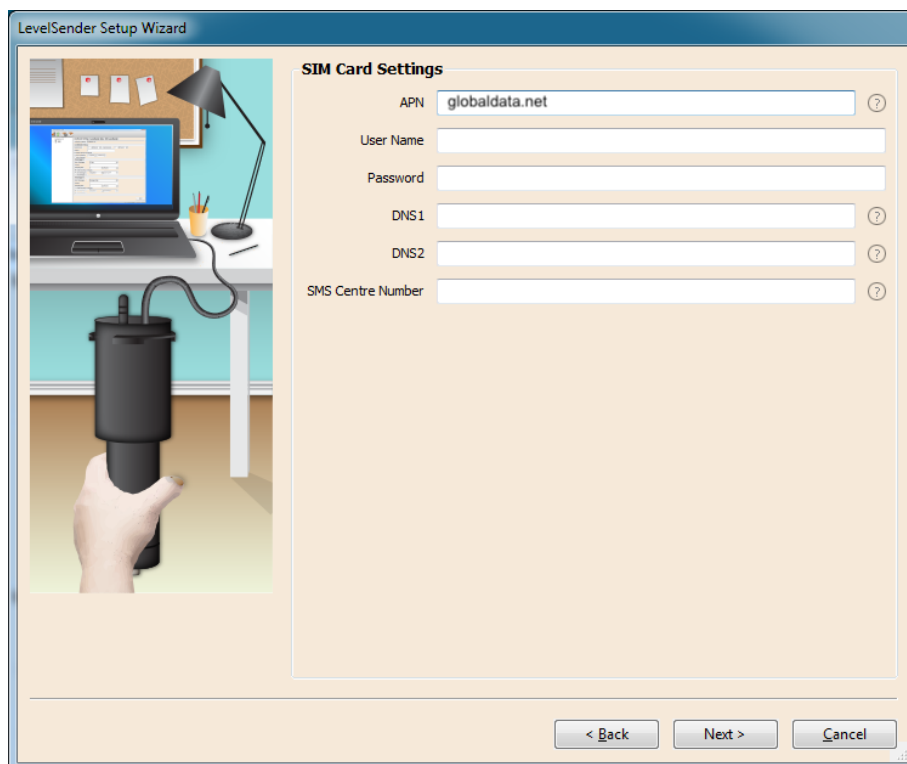 LevelSender Setup Wizard
SIM Card Settings
APN globaldata.net ?
User Name
Password
DNS1 ?
DNS2 ?
SMS Centre Number ?
< Back Next > Cancel